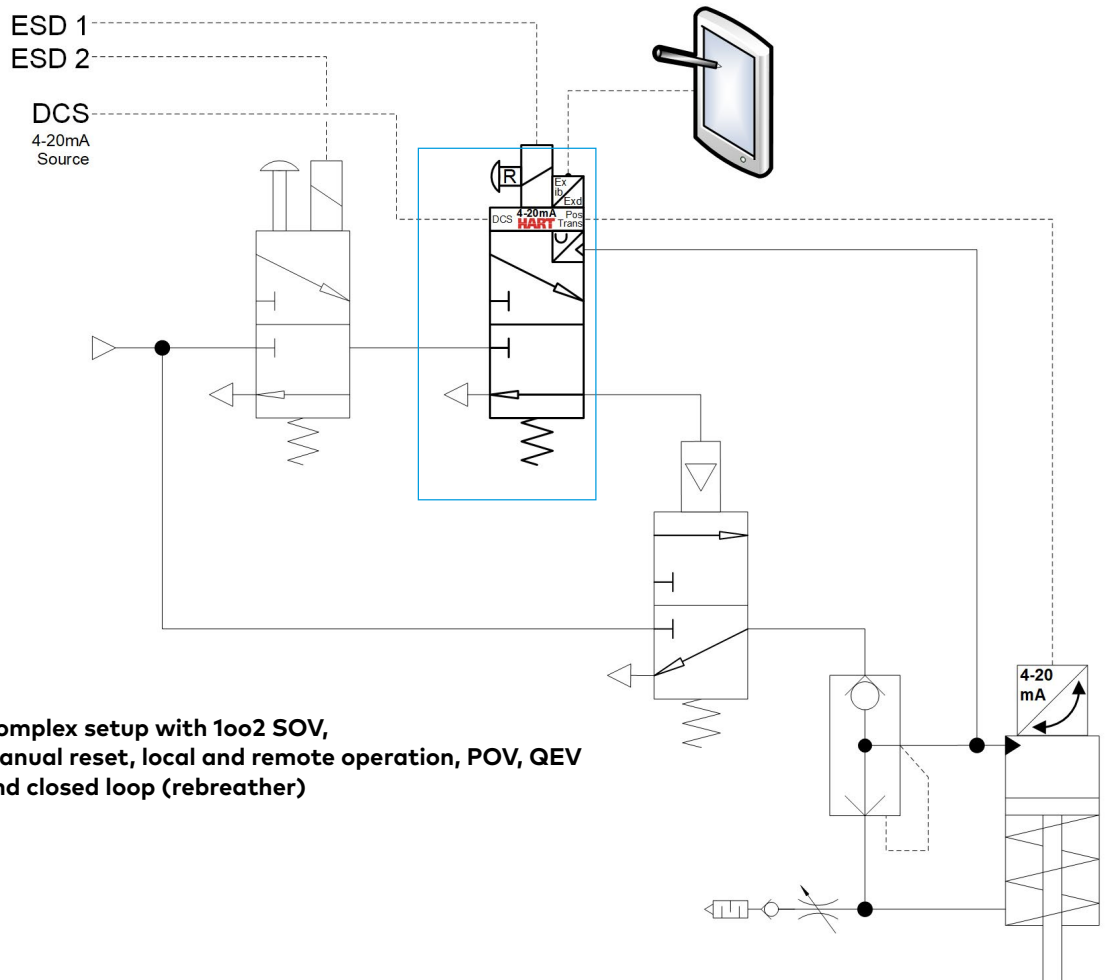 ESD 1
ESD 2
DCS
4-20mA
Source
R
Ex
ib
Exd
DCS
4-20mA
HART
Pos
Trans
U
4-20
mA
omplex setup with 1oo2 SOV,
anual reset, local and remote operation, POV, QEV
nd closed loop (rebreather)